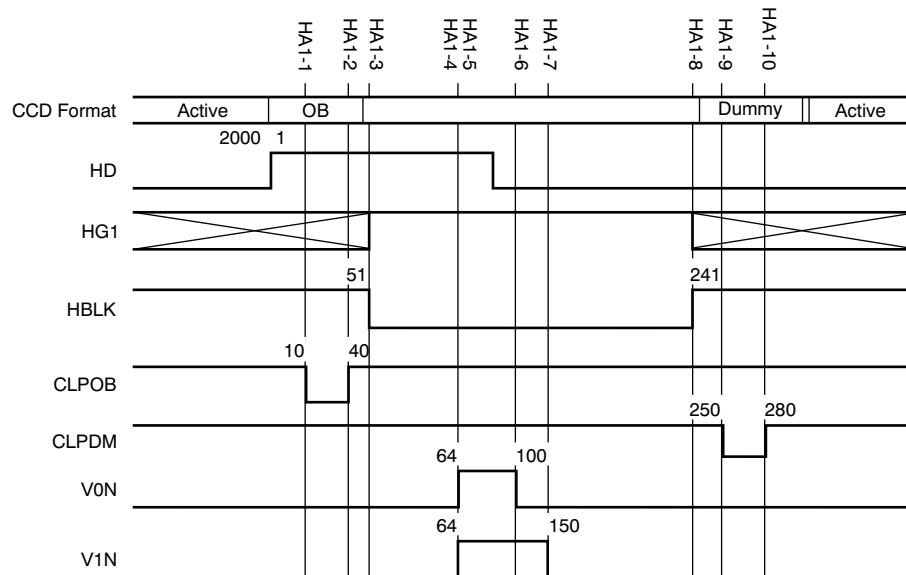 HA1-1
HA1-2
HA1-3
HA1-4
HA1-5
HA1-6
HA1-7
HA1-8
HA1-9
HA1-10
CCD Format Active OB Dummy Active
2000 1
HD
HG1
51 241
HBLK
10 40
CLPOB
250 280
CLPDM
64 100
V0N
64 150
V1N